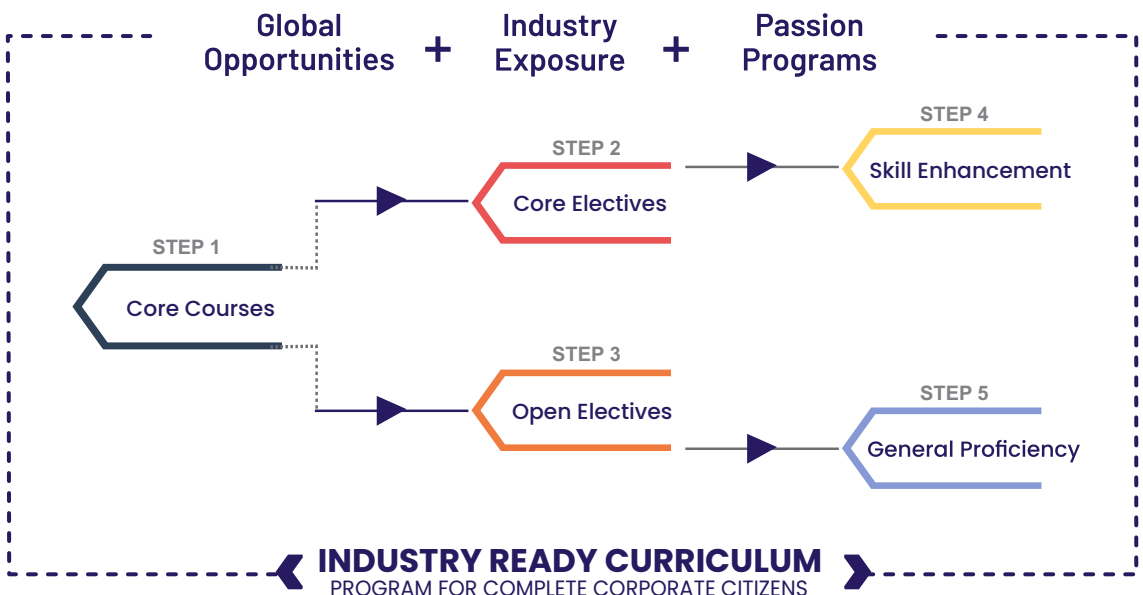 Global
Opportunities
+
Industry
Exposure
+
Passion
Programs
STEP 1
Core Courses
STEP 2
Core Electives
STEP 3
Open Electives
STEP 4
Skill Enhancement
STEP 5
General Proficiency
INDUSTRY READY CURRICULUM
PROGRAM FOR COMPLETE CORPORATE CITIZENS